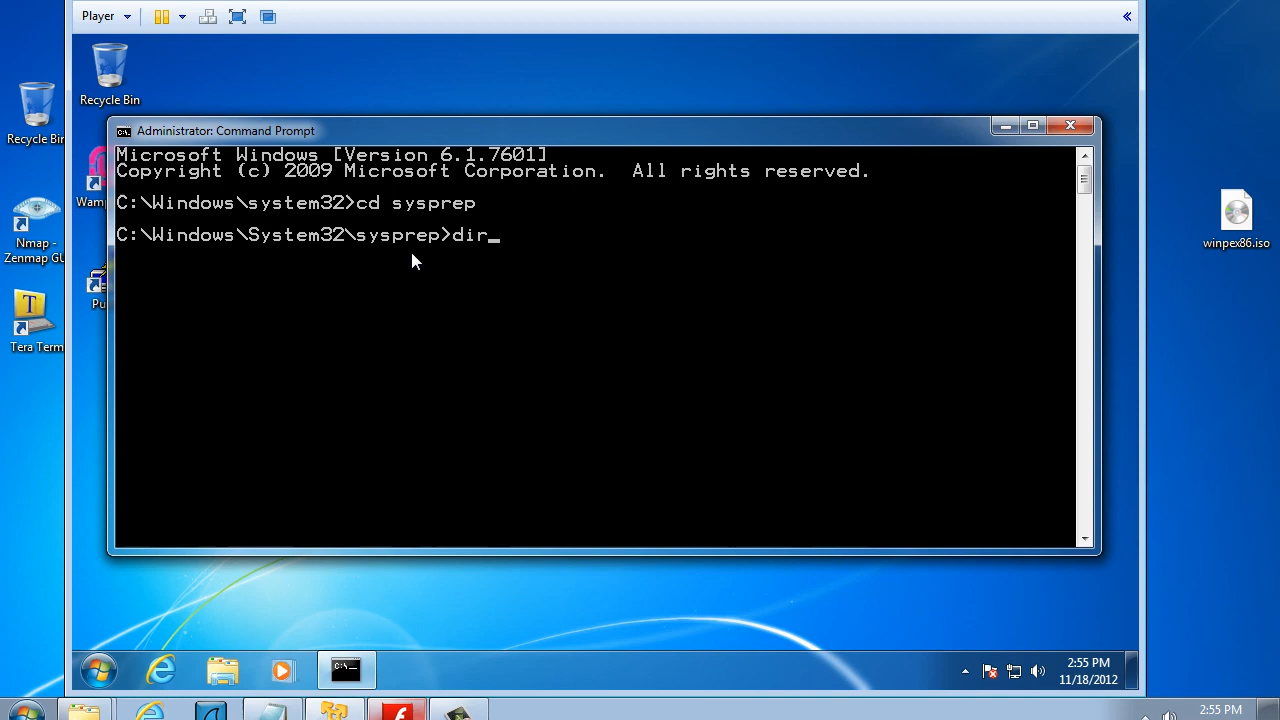 Player
Recycle Bin
Recycle Bin
Administrator: Command Prompt
Microsoft Windows [Version 6.1.7601]
Copyright (c) 2009 Microsoft Corporation. All rights reserved.
C:\Windows\system32>cd sysprep
C:\Windows\System32\sysprep>dir_
Wamp
Nmap -
Zenmap GU
Pu
Tera Term
winpex86.iso
T
C:\_
2:55 PM
11/18/2012
2:55 PM